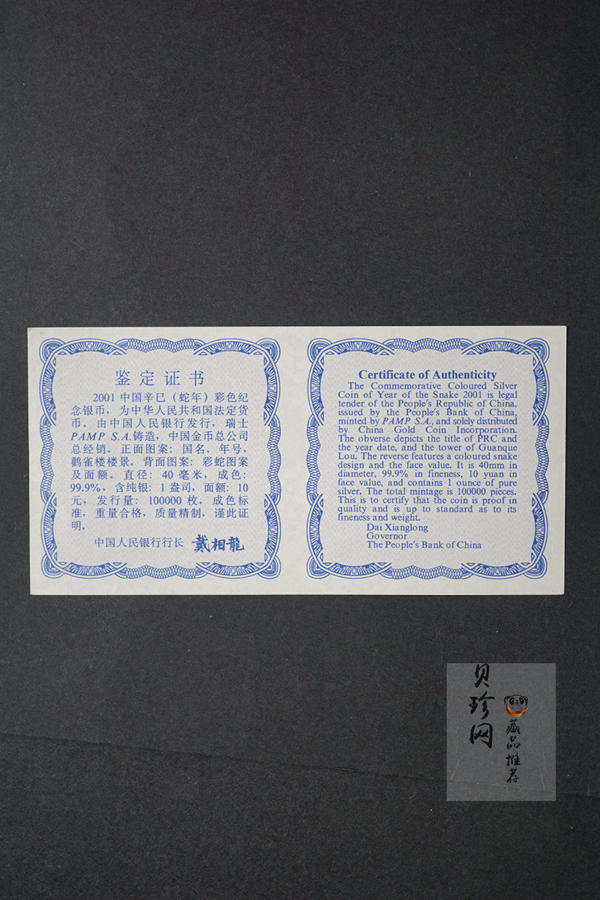 鉴定证书
2001中国辛巳（蛇年）彩色纪
念银币，为中华人民共和国法定货
币。由中国人民银行发行，瑞士
PAMP S.A.铸造，中国金币总公司
总经销。正面图案：国名、年号，
鹳雀楼楼景。背面图案：彩蛇图案
及面额。直径：40毫米，成色：
99.9%，含纯银：1盎司，面额：10
元，发行量：100000枚。成色标
准，重量合格，质量精制，谨此证
明。
中国人民银行行长 戴相龍
Certificate of Authenticity
The Commemorative Coloured Silver
Coin of Year of the Snake 2001 is legal
tender of the People's Republic of China,
issued by the People's Bank of China,
minted by PAMP S.A., and solely distributed
by China Gold Coin Incorporation.
The obverse depicts the title of PRC and
the year date, and the tower of Guanque
Lou. The reverse features a coloured snake
design and the face value. It is 40mm in
diameter, 99.9% in fineness, 10 yuan in
face value, and contains 1 ounce of pure
silver. The total mintage is 100000 pieces.
This is to certify that the coin is proof in
quality and is up to standard as to its
fineness and weight.
Dai Xianglong
Governor
The People's Bank of China
贝珍网
藏品推荐